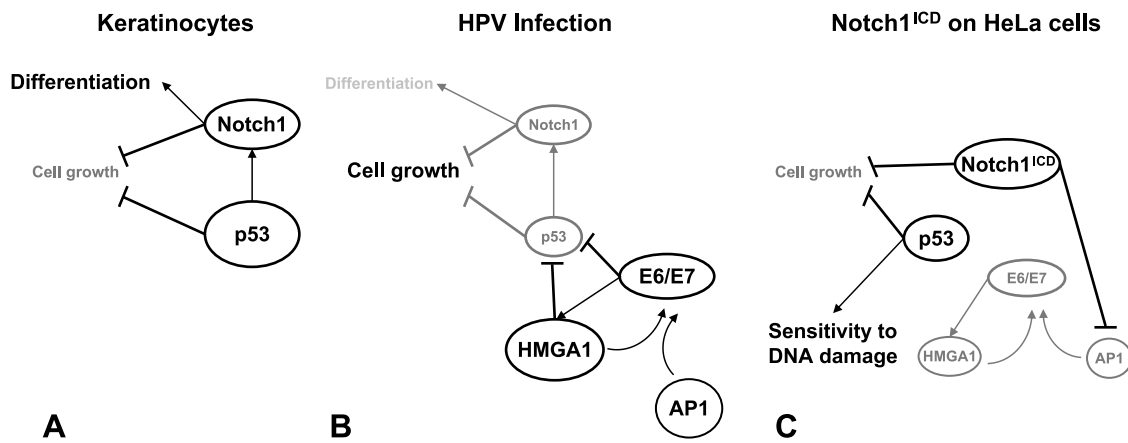 Keratinocytes
HPV Infection
Notch1ICD on HeLa cells
Differentiation
Notch1
Cell growth
p53
A
Differentiation
Notch1
Cell growth
p53
E6/E7
HMGA1
AP1
B
Notch1ICD
Cell growth
p53
E6/E7
Sensitivity to
DNA damage
HMGA1
AP1
C